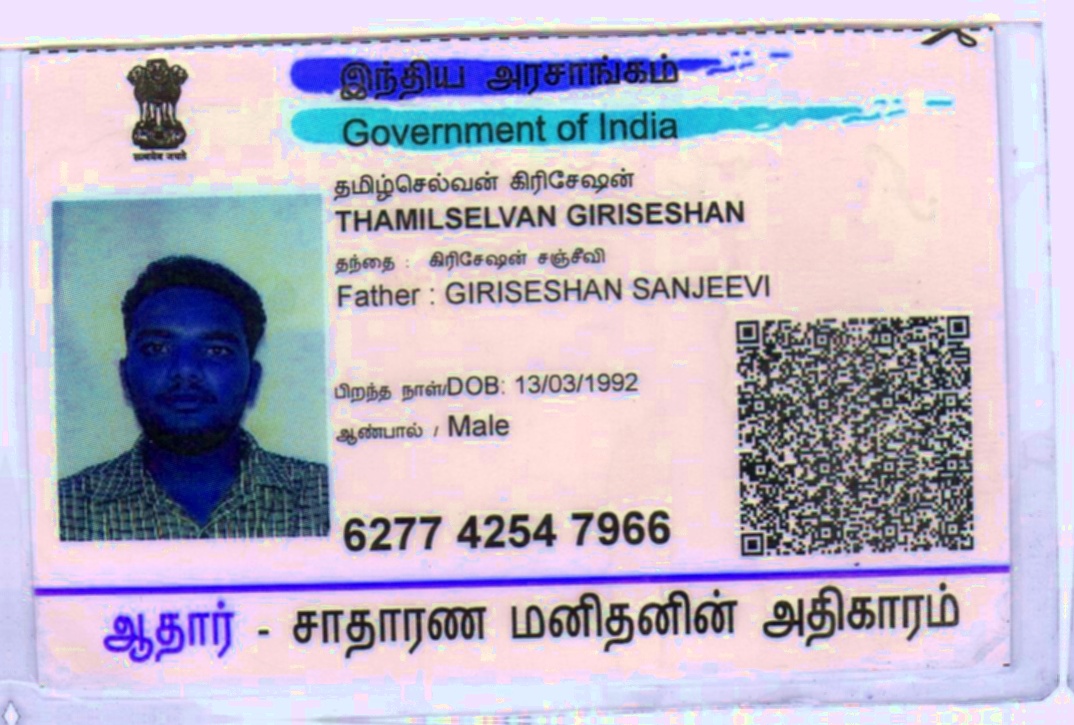 இந்திய அரசாங்கம்
Government of India
सत्यमेव जयते
தமிழ்செல்வன் கிரிசேஷன்
THAMILSELVAN GIRISESHAN
தந்தை : கிரிசேஷன் சஞ்சீவி
Father : GIRISESHAN SANJEEVI
பிறந்த நாள்/DOB: 13/03/1992
ஆண்பால் / Male
6277 4254 7966
ஆதார் - சாதாரண மனிதனின் அதிகாரம்